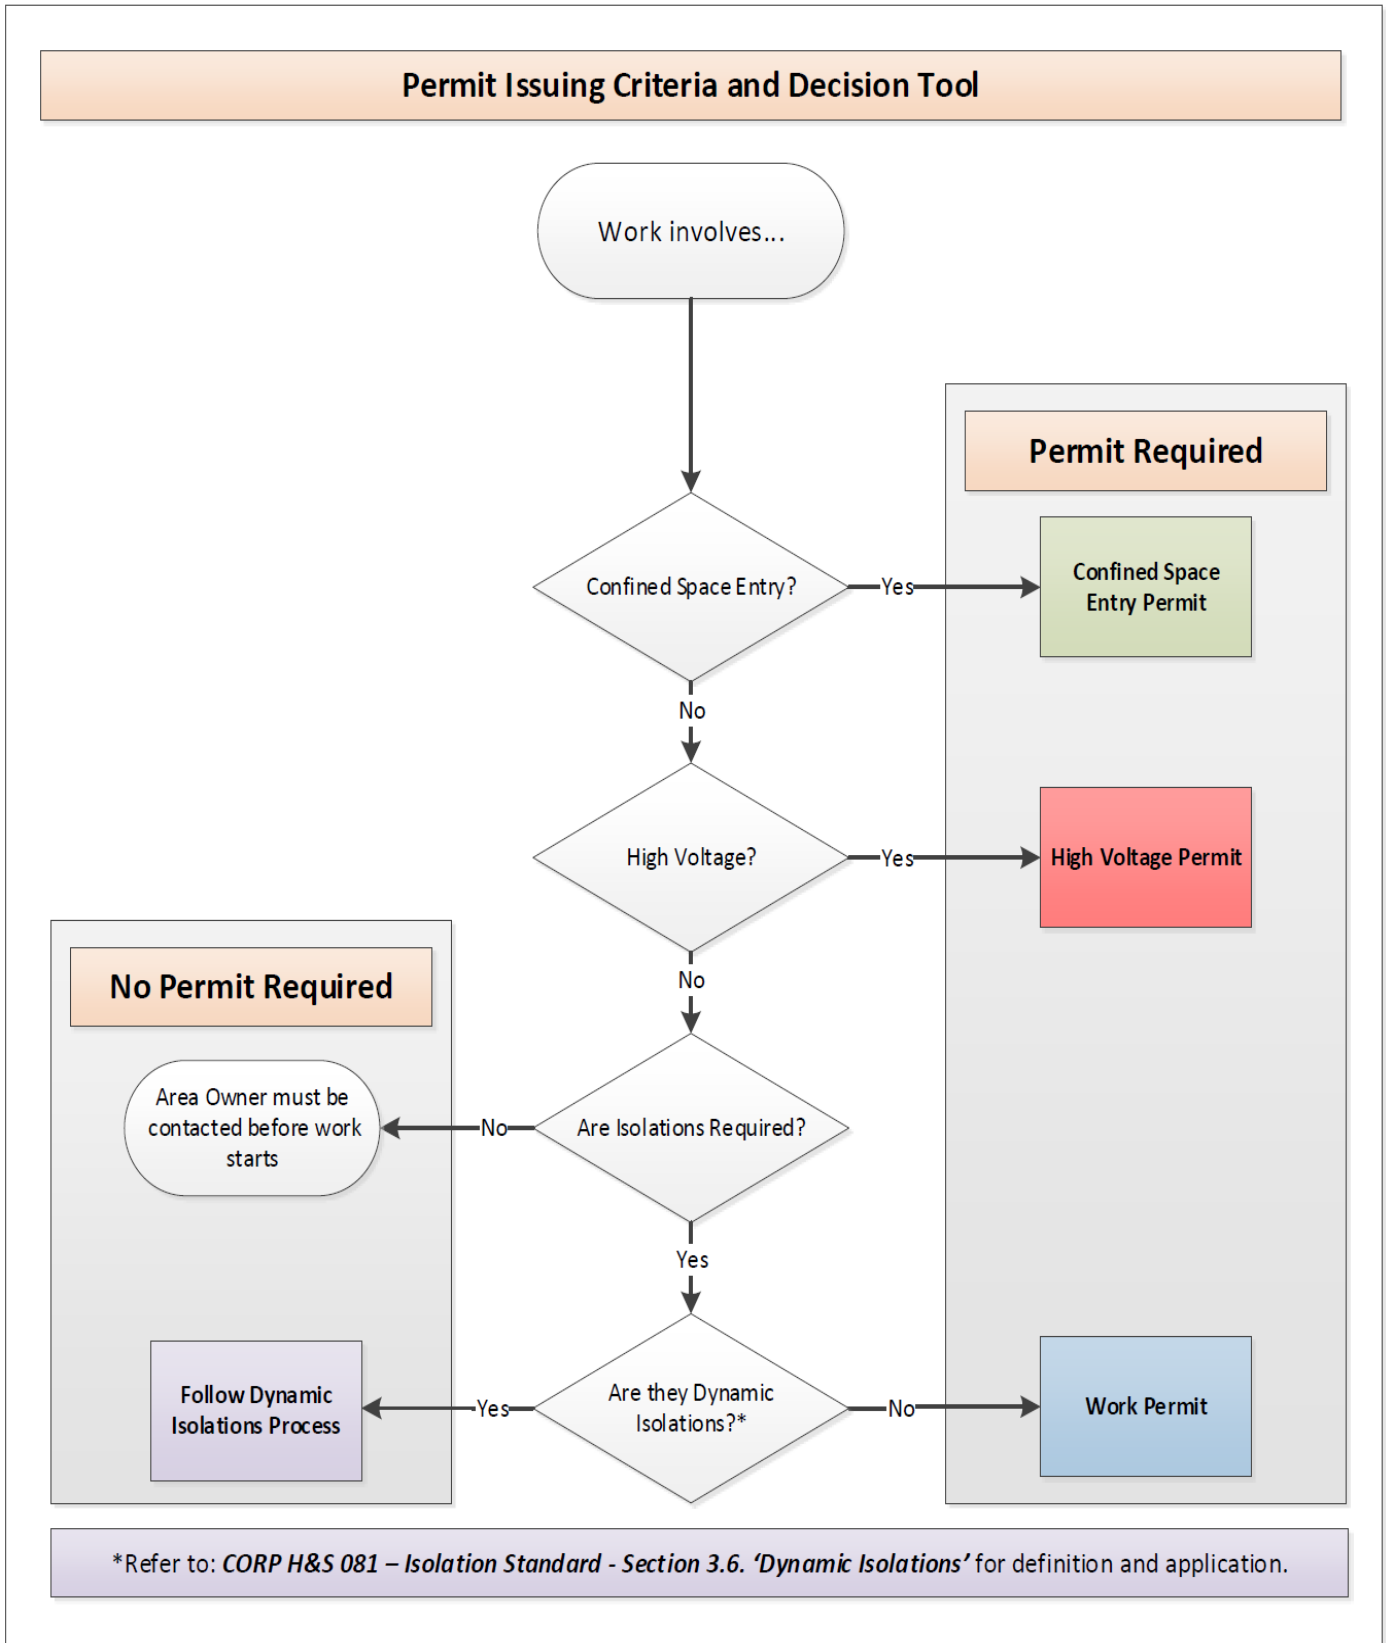 Permit Issuing Criteria and Decision Tool
Work involves...
Permit Required
Confined Space Entry?
Yes
Confined Space
Entry Permit
No
High Voltage?
Yes
High Voltage Permit
No
No Permit Required
Are Isolations Required?
No
Area Owner must be
contacted before work
starts
Yes
Are they Dynamic
Isolations?*
Yes
Follow Dynamic
Isolations Process
No
Work Permit
*Refer to: CORP H&S 081 – Isolation Standard - Section 3.6. ‘Dynamic Isolations’ for definition and application.